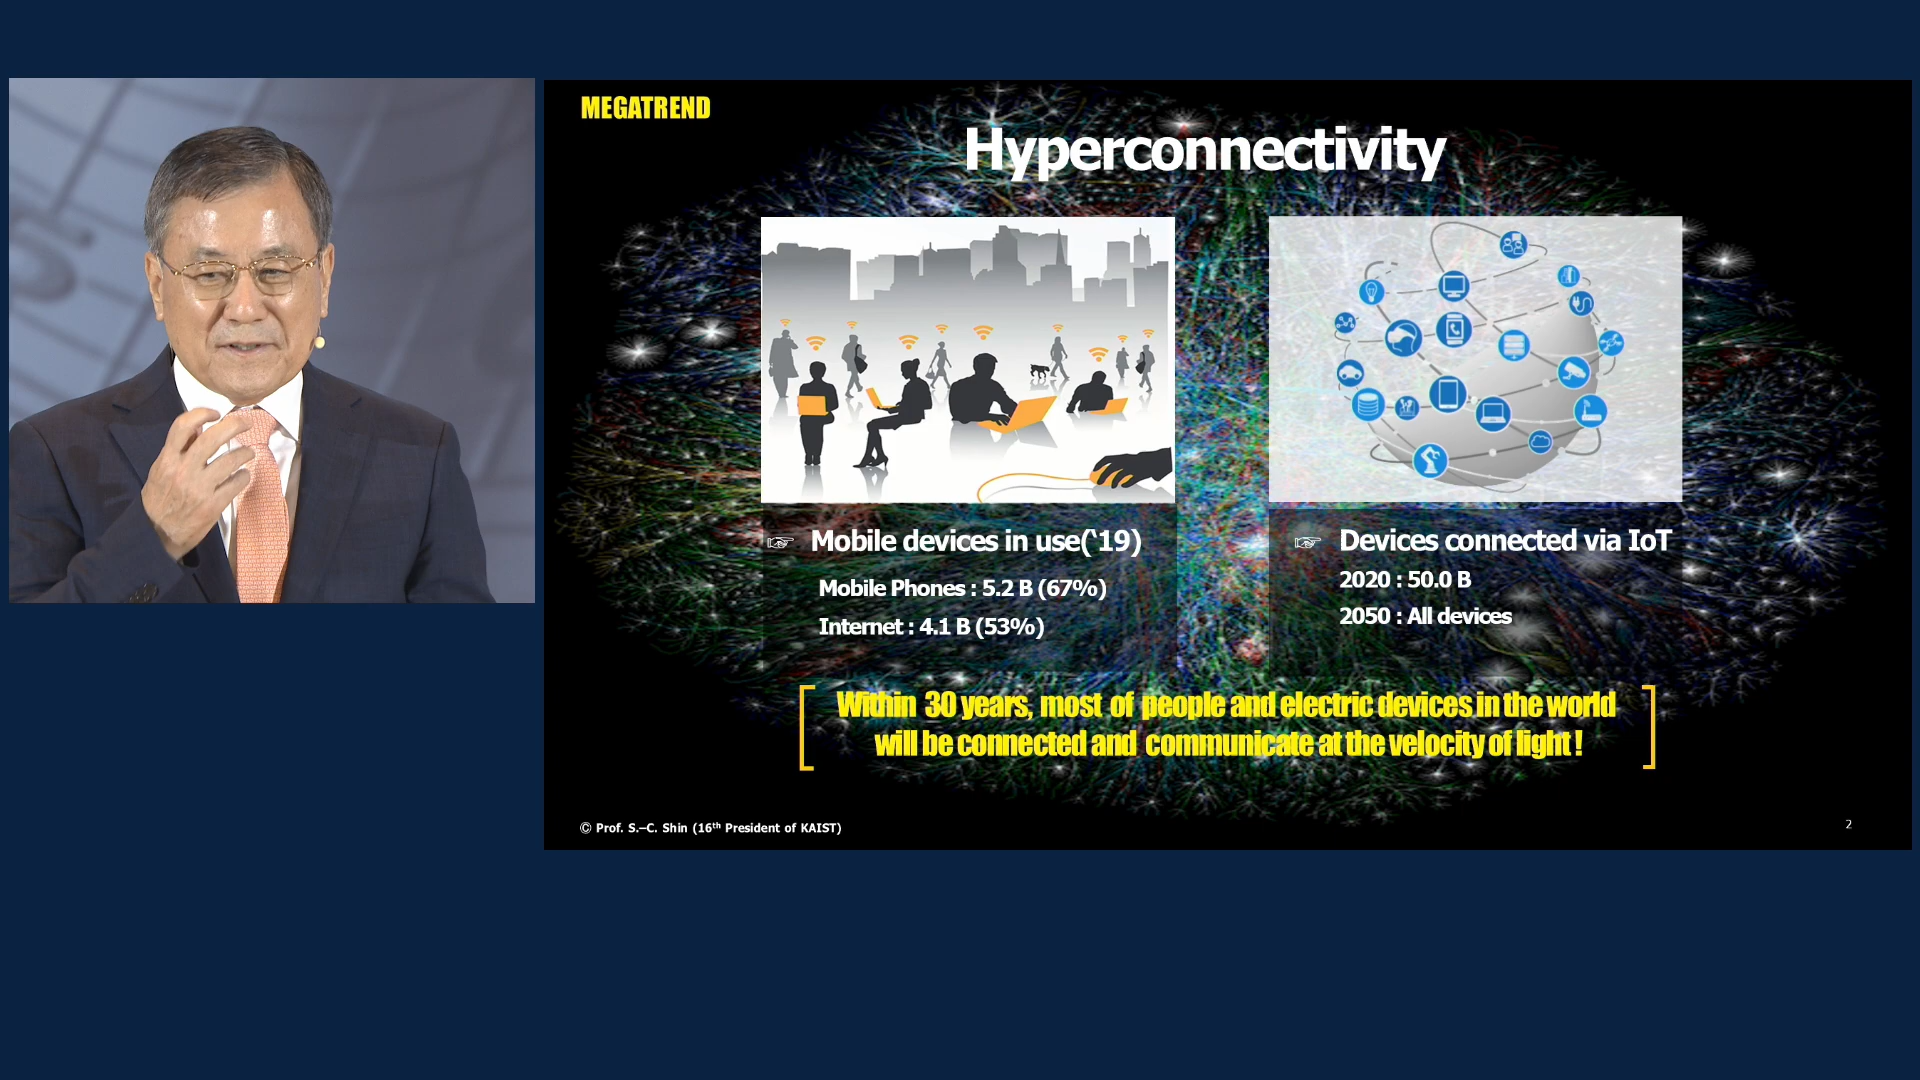 MEGATREND
Hyperconnectivity
☞ Mobile devices in use(‘19)
Mobile Phones : 5.2 B (67%)
Internet : 4.1 B (53%)
☞ Devices connected via IoT
2020 : 50.0 B
2050 : All devices
Within 30 years, most of people and electric devices in the world
will be connected and communicate at the velocity of light !
© Prof. S.–C. Shin (16th President of KAIST)
2